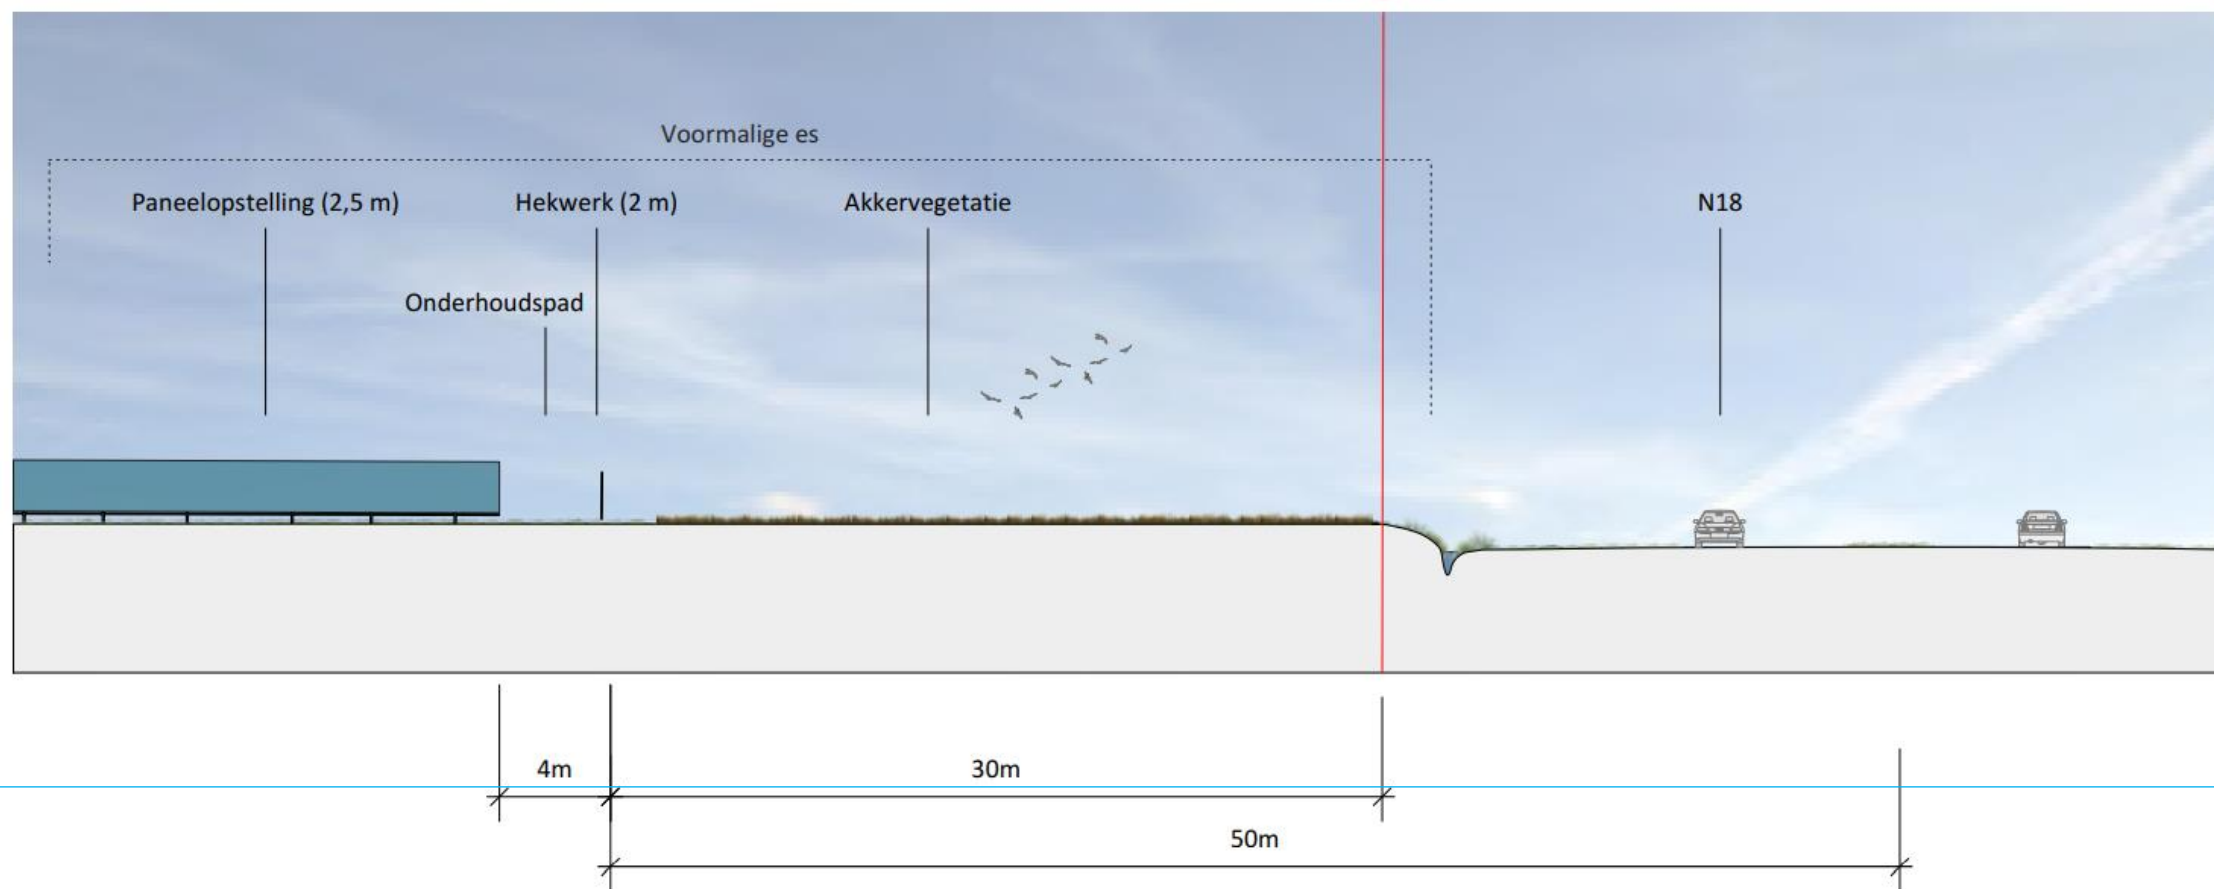 Voormalige es
Paneelopstelling (2,5 m)
Hekwerk (2 m)
Akkervegetatie
N18
Onderhoudspad
4m
30m
50m